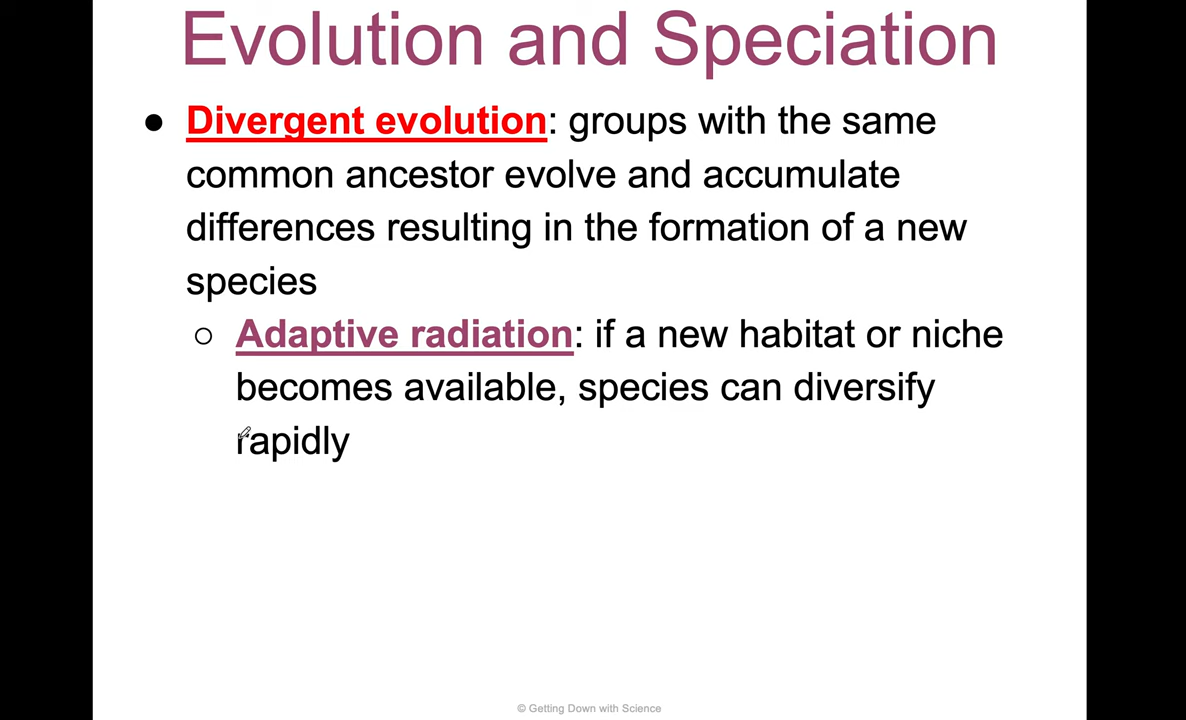 Evolution and Speciation
● Divergent evolution: groups with the same
common ancestor evolve and accumulate
differences resulting in the formation of a new
species
○ Adaptive radiation: if a new habitat or niche
becomes available, species can diversify
rapidly
© Getting Down with Science